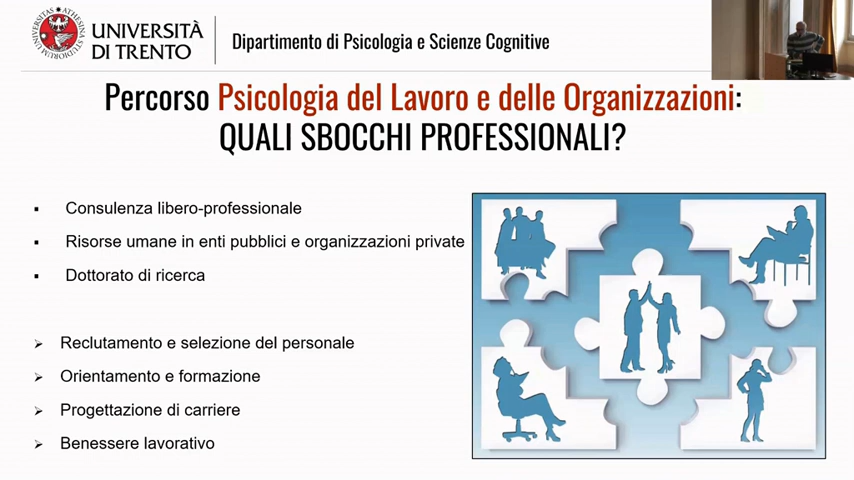 UNIVERSITÀ
DI TRENTO
Dipartimento di Psicologia e Scienze Cognitive
Percorso Psicologia del Lavoro e delle Organizzazioni:
QUALI SBOCCHI PROFESSIONALI?
Consulenza libero-professionale
Risorse umane in enti pubblici e organizzazioni private
Dottorato di ricerca
Reclutamento e selezione del personale
Orientamento e formazione
Progettazione di carriere
Benessere lavorativo